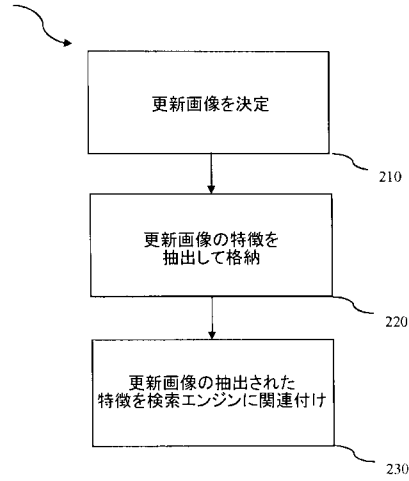 更新画像を決定
210
更新画像の特徴を
抽出して格納
220
更新画像の抽出された
特徴を検索エンジンに関連付け
230